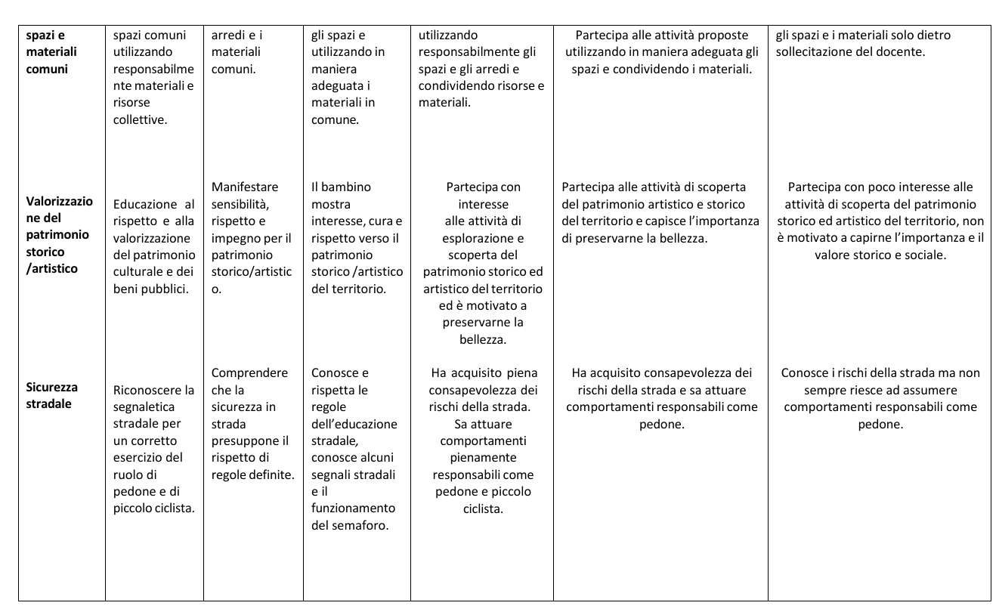 spazi e
materiali
comuni
spazi comuni
utilizzando
responsabilme
nte materiali e
risorse
collettive.
arredi e i
materiali
comuni.
gli spazi e
utilizzando in
maniera
adeguata i
materiali in
comune.
utilizzando
responsabilmente gli
spazi e gli arredi e
condividendo risorse e
materiali.
Partecipa alle attività proposte
utilizzando in maniera adeguata gli
spazi e condividendo i materiali.
gli spazi e i materiali solo dietro
sollecitazione del docente.
Valorizzazio
ne del
patrimonio
storico
/artistico
Educazione al
rispetto e alla
valorizzazione
del patrimonio
culturale e dei
beni pubblici.
Manifestare
sensibilità,
rispetto e
impegno per il
patrimonio
storico/artistic
o.
Il bambino
mostra
interesse, cura e
rispetto verso il
patrimonio
storico /artistico
del territorio.
Partecipa con
interesse
alle attività di
esplorazione e
scoperta del
patrimonio storico ed
artistico del territorio
ed è motivato a
preservarne la
bellezza.
Partecipa alle attività di scoperta
del patrimonio artistico e storico
del territorio e capisce l’importanza
di preservarne la bellezza.
Partecipa con poco interesse alle
attività di scoperta del patrimonio
storico ed artistico del territorio, non
è motivato a capirne l’importanza e il
valore storico e sociale.
Sicurezza
stradale
Riconoscere la
segnaletica
stradale per
un corretto
esercizio del
ruolo di
pedone e di
piccolo ciclista.
Comprendere
che la
sicurezza in
strada
presuppone il
rispetto di
regole definite.
Conosce e
rispetta le
regole
dell’educazione
stradale,
conosce alcuni
segnali stradali
e il
funzionamento
del semaforo.
Ha acquisito piena
consapevolezza dei
rischi della strada.
Sa attuare
comportamenti
pienamente
responsabili come
pedone e piccolo
ciclista.
Ha acquisito consapevolezza dei
rischi della strada e sa attuare
comportamenti responsabili come
pedone.
Conosce i rischi della strada ma non
sempre riesce ad assumere
comportamenti responsabili come
pedone.